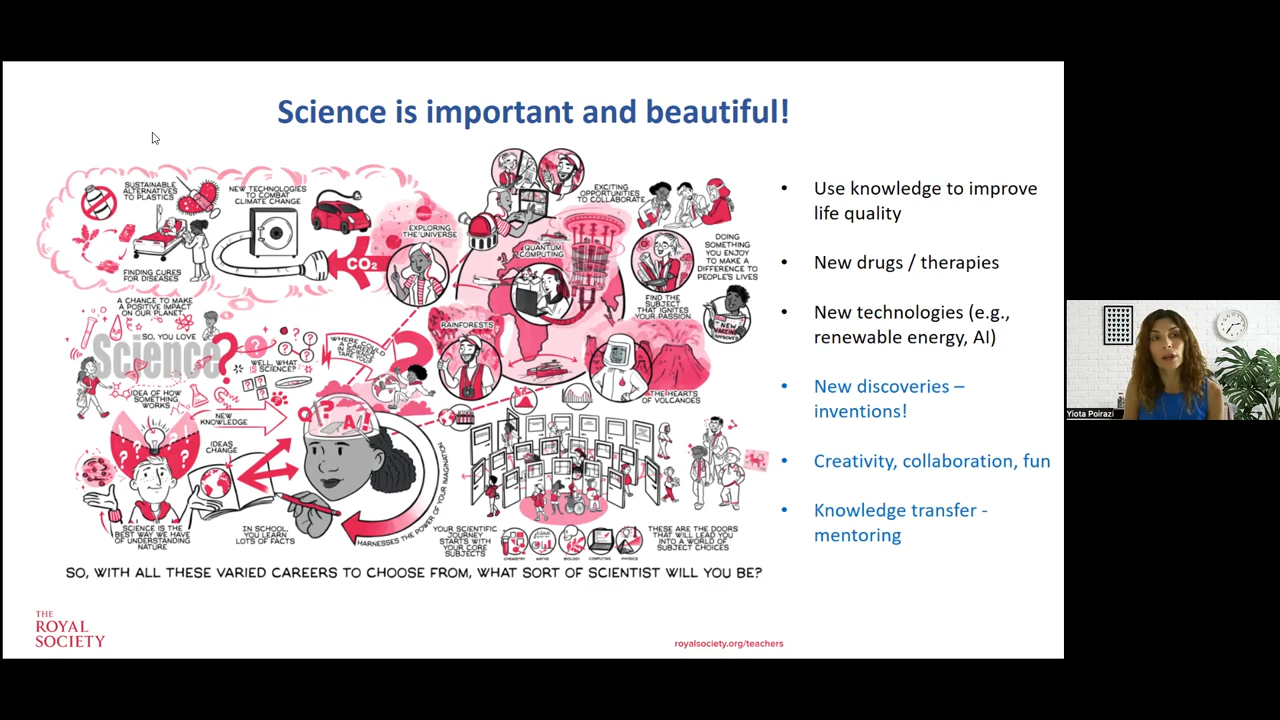 Science is important and beautiful!
SUSTAINABLE
ALTERNATIVES
TO PLASTICS
NEW TECHNOLOGIES
TO COMBAT
CLIMATE CHANGE
FINDING CURES
FOR DISEASES
CO2
EXPLORING
THE UNIVERSE
EXCITING
OPPORTUNITIES
TO COLLABORATE
QUANTUM
COMPUTING
DOING
SOMETHING
YOU ENJOY
TO MAKE A
DIFFERENCE TO
PEOPLE'S LIVES
FIND THE
SUBJECT
THAT IGNITES
YOUR PASSION
NEW
VACCINE
APPROVED
A CHANCE TO MAKE
A POSITIVE IMPACT
ON OUR PLANET
SO, YOU LOVE
Science?
WELL, WHAT
IS SCIENCE?
WHERE COULD
A CAREER
IN SCIENCE
TAKE YOU?
RAINFORESTS
THE HEARTS
OF VOLCANOES
IDEA OF HOW
SOMETHING
WORKS
NEW
KNOWLEDGE
IDEAS
CHANGE
Q?
A!
SCIENCE IS THE
BEST WAY WE HAVE
OF UNDERSTANDING
NATURE
IN SCHOOL,
YOU LEARN
LOTS OF FACTS
HARNESSES THE POWER OF YOUR IMAGINATION
YOUR SCIENTIFIC
JOURNEY
STARTS WITH
YOUR CORE
SUBJECTS
CHEMISTRY
MATHS
BIOLOGY
COMPUTING
PHYSICS
THESE ARE THE DOORS
THAT WILL LEAD YOU
INTO A WORLD OF
SUBJECT CHOICES
SO, WITH ALL THESE VARIED CAREERS TO CHOOSE FROM, WHAT SORT OF SCIENTIST WILL YOU BE?
THE
ROYAL
SOCIETY
royalsociety.org/teachers
• Use knowledge to improve
life quality
• New drugs / therapies
• New technologies (e.g.,
renewable energy, AI)
• New discoveries –
inventions!
• Creativity, collaboration, fun
• Knowledge transfer -
mentoring
Yiota Poirazi